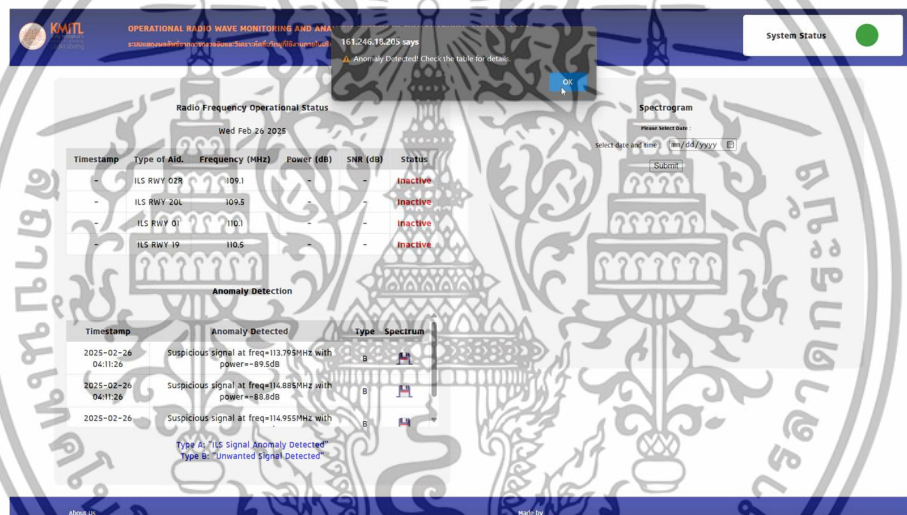 KMITL
OPERATIONAL RADIO WAVE MONITORING AND ANA
System Status
161.246.18.205 says
⚠ Anomaly Detected! Check the table for details.
OK
Radio Frequency Operational Status
Wed Feb 26 2025
Timestamp Type of Aid. Frequency (MHz) Power (dB) SNR (dB) Status
- ILS RWY 02R 109.1 - - Inactive
- ILS RWY 20L 109.5 - - Inactive
- ILS RWY 01 110.1 - - Inactive
- ILS RWY 19 110.5 - - Inactive
Spectrogram
Please Select Date :
Select date and time : mm/dd/yyyy
Submit
Anomaly Detection
Timestamp Anomaly Detected Type Spectrum
2025-02-26 04:11:26 Suspicious signal at freq=113.795MHz with power=-89.5dB B
2025-02-26 04:11:26 Suspicious signal at freq=114.885MHz with power=-88.8dB B
2025-02-26 Suspicious signal at freq=114.955MHz with B
Type A: "ILS Signal Anomaly Detected"
Type B: "Unwanted Signal Detected"
About Us
Made by